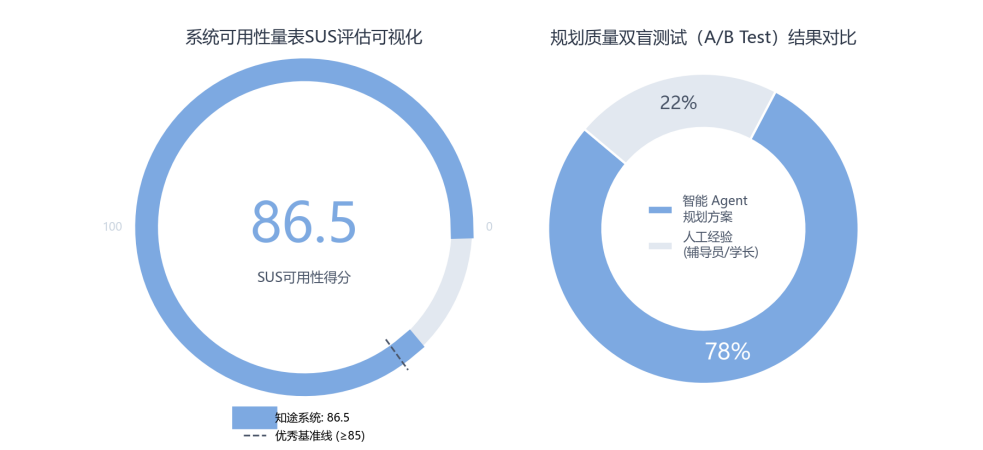 系统可用性量表SUS评估可视化
100
0
86.5
SUS可用性得分
知途系统: 86.5
优秀基准线 (≥85)
规划质量双盲测试（A/B Test）结果对比
22%
智能 Agent
规划方案
人工经验
(辅导员/学长)
78%